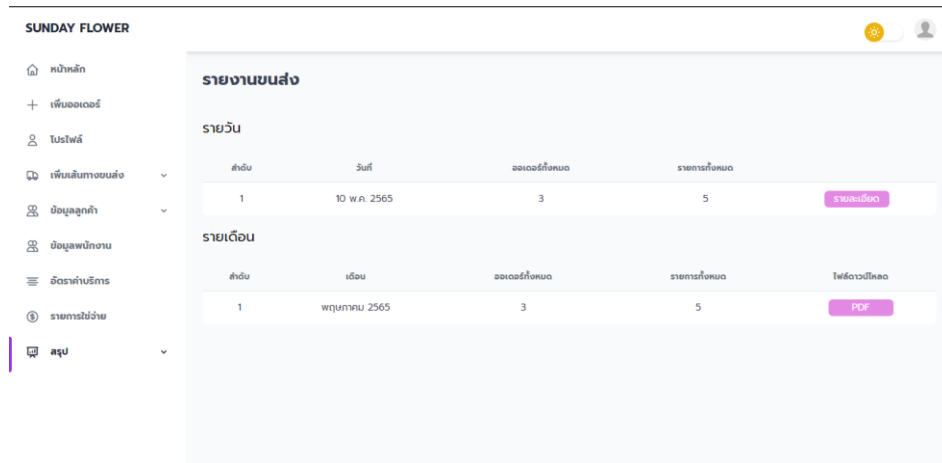 SUNDAY FLOWER
หน้าหลัก
เพิ่มออเดอร์
โปรไฟล์
เพิ่มเส้นทางขนส่ง
ข้อมูลลูกค้า
ข้อมูลพนักงาน
อัตราค่าบริการ
รายการใช้จ่าย
สรุป
รายงานขนส่ง
รายวัน
ลำดับ วันที่ ออเดอร์ทั้งหมด รายการทั้งหมด
1 10 พ.ค. 2565 3 5 รายละเอียด
รายเดือน
ลำดับ เดือน ออเดอร์ทั้งหมด รายการทั้งหมด ไฟล์ดาวน์โหลด
1 พฤษภาคม 2565 3 5 PDF